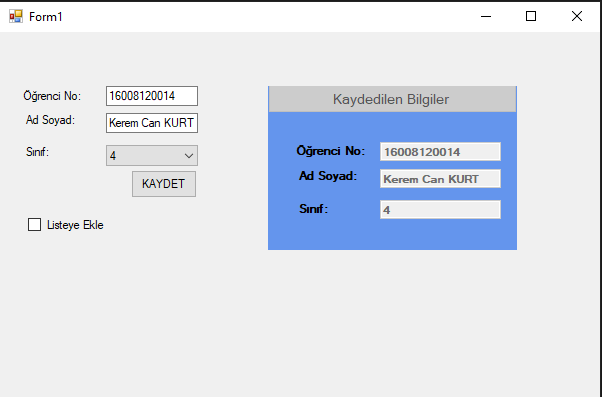 Form1
Öğrenci No: 16008120014
Ad Soyad: Kerem Can KURT
Sınıf: 4
KAYDET
Listeye Ekle
Kaydedilen Bilgiler
Öğrenci No: 16008120014
Ad Soyad: Kerem Can KURT
Sınıf: 4